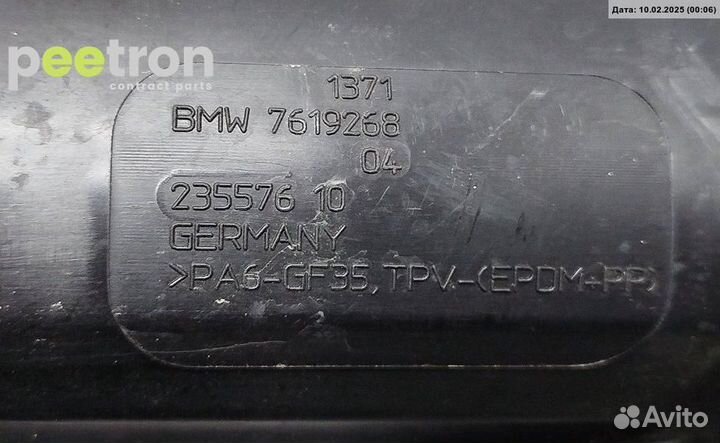 Дата: 10.02.2025 (00:06)
peetron
contract parts
1371
BMW 7619268
04
235576 10
GERMANY
>PA6-GF35, TPV-(EPDM+PP)
Avito